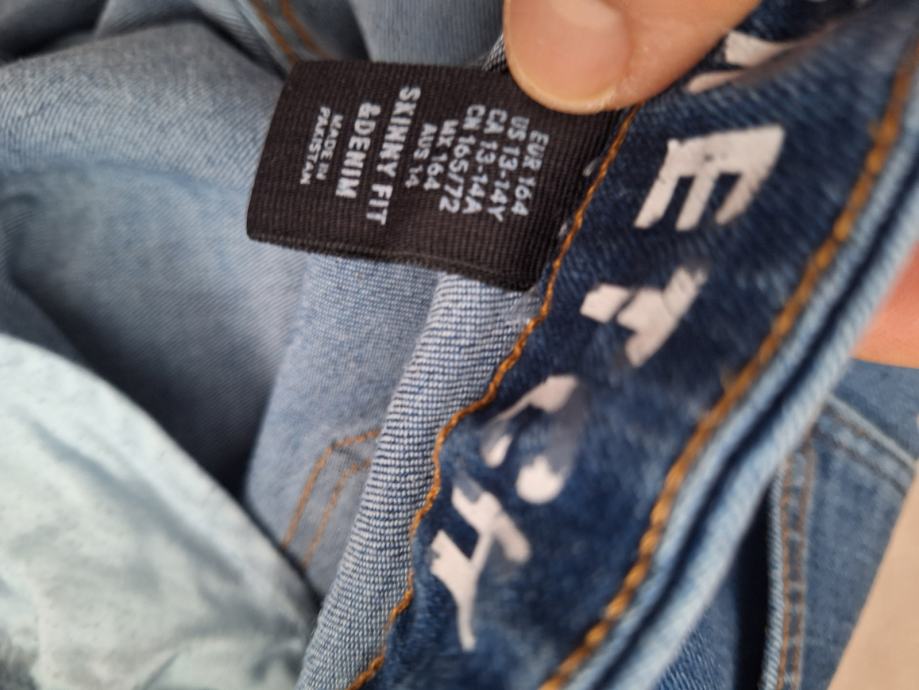 EUR 164
US 13-14Y
CA 13-14A
CN 165/72
MX 164
AUS 14
SKINNY FIT
&DENIM
MADE IN
PAKISTAN